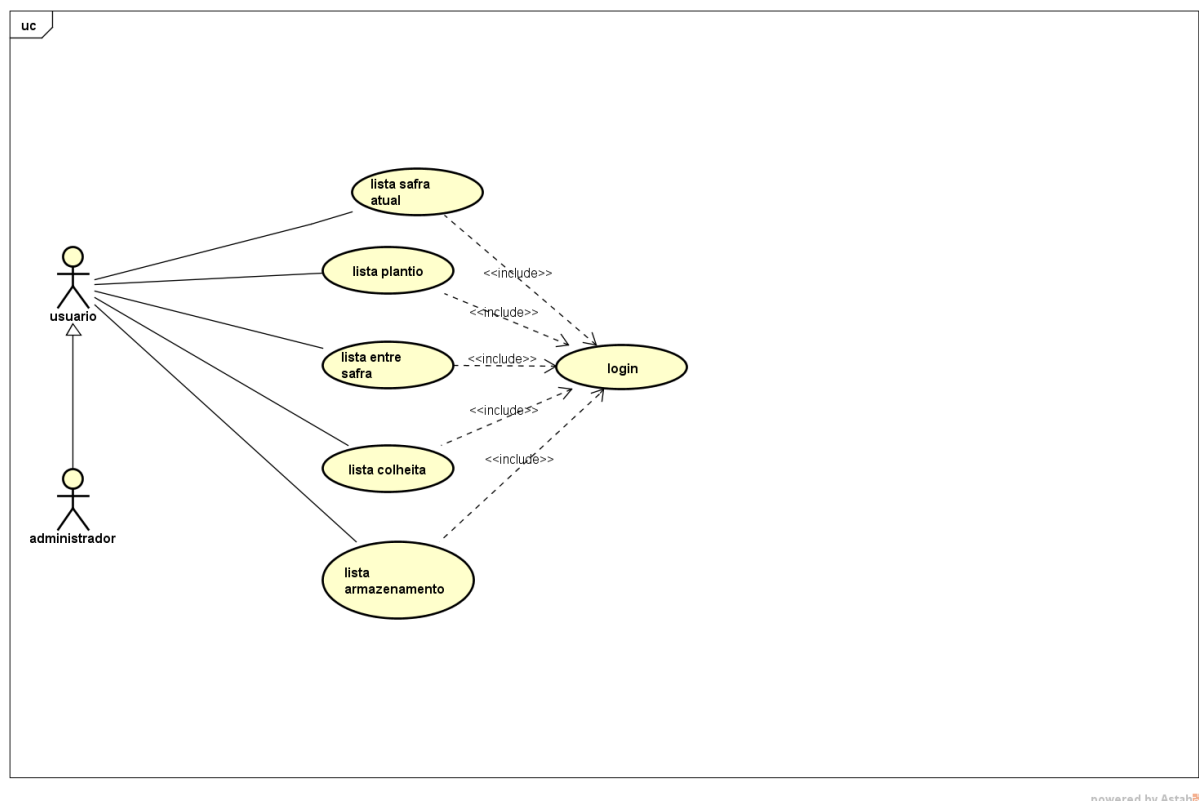 uc
lista safra
atual
lista plantio
<<include>>
<<include>>
usuario
lista entre
safra
<<include>>
login
<<include>>
lista colheita
<<include>>
administrador
lista
armazenamento
powered by Astah